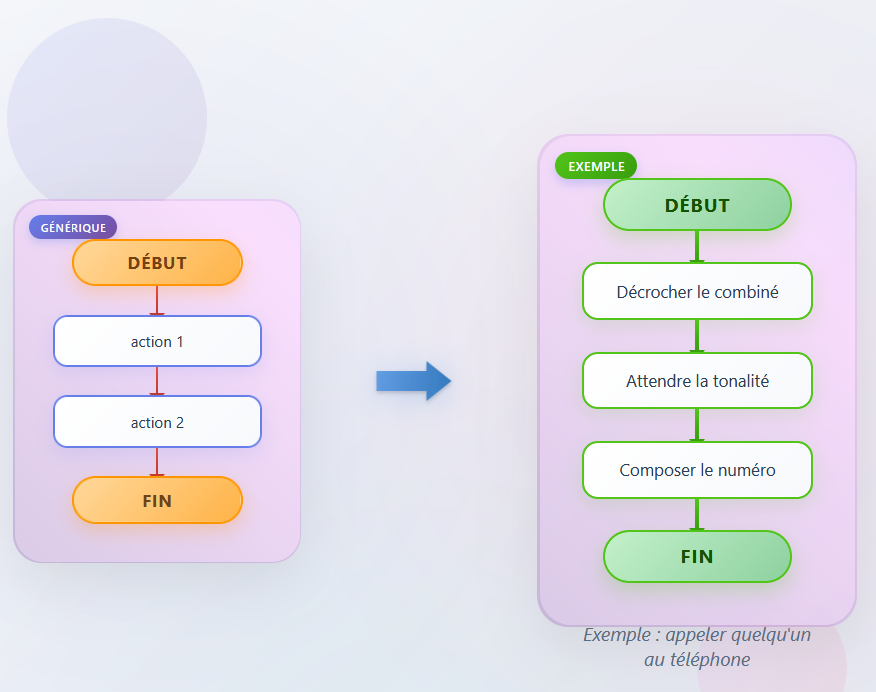 GÉNÉRIQUE
DÉBUT
action 1
action 2
FIN
EXEMPLE
DÉBUT
Décrocher le combiné
Attendre la tonalité
Composer le numéro
FIN
Exemple : appeler quelqu'un
au téléphone